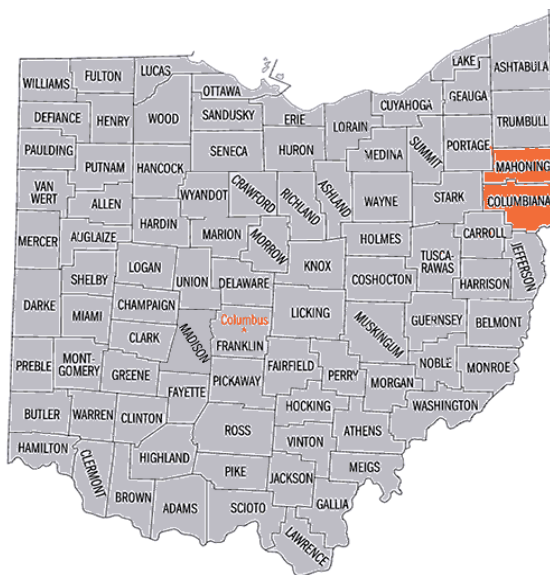 LAKE
ASHTABULA
LUCAS
FULTON
WILLIAMS
OTTAWA
GEAUGA
CUYAHOGA
SANDUSKY
ERIE
DEFIANCE
HENRY
WOOD
TRUMBULL
LORAIN
PORTAGE
SUMMIT
PAULDING
SENECA
HURON
MEDINA
MAHONING
PUTNAM
HANCOCK
VAN
WERT
WYANDOT
CRAWFORD
RICHLAND
ASHLAND
WAYNE
STARK
COLUMBIANA
ALLEN
HARDIN
MERCER
AUGLAIZE
MARION
MORROW
HOLMES
CARROLL
TUSCA-
RAWAS
JEFFERSON
LOGAN
KNOX
SHELBY
UNION
DELAWARE
COSHOCTON
HARRISON
DARKE
CHAMPAIGN
MIAMI
LICKING
Columbus
MUSKINGUM
GUERNSEY
BELMONT
CLARK
MADISON
FRANKLIN
PREBLE
MONT-
GOMERY
GREENE
FAIRFIELD
PERRY
NOBLE
MONROE
PICKAWAY
MORGAN
FAYETTE
WASHINGTON
BUTLER
WARREN
CLINTON
HOCKING
ROSS
ATHENS
VINTON
HAMILTON
CLERMONT
HIGHLAND
PIKE
MEIGS
JACKSON
BROWN
ADAMS
SCIOTO
GALLIA
LAWRENCE